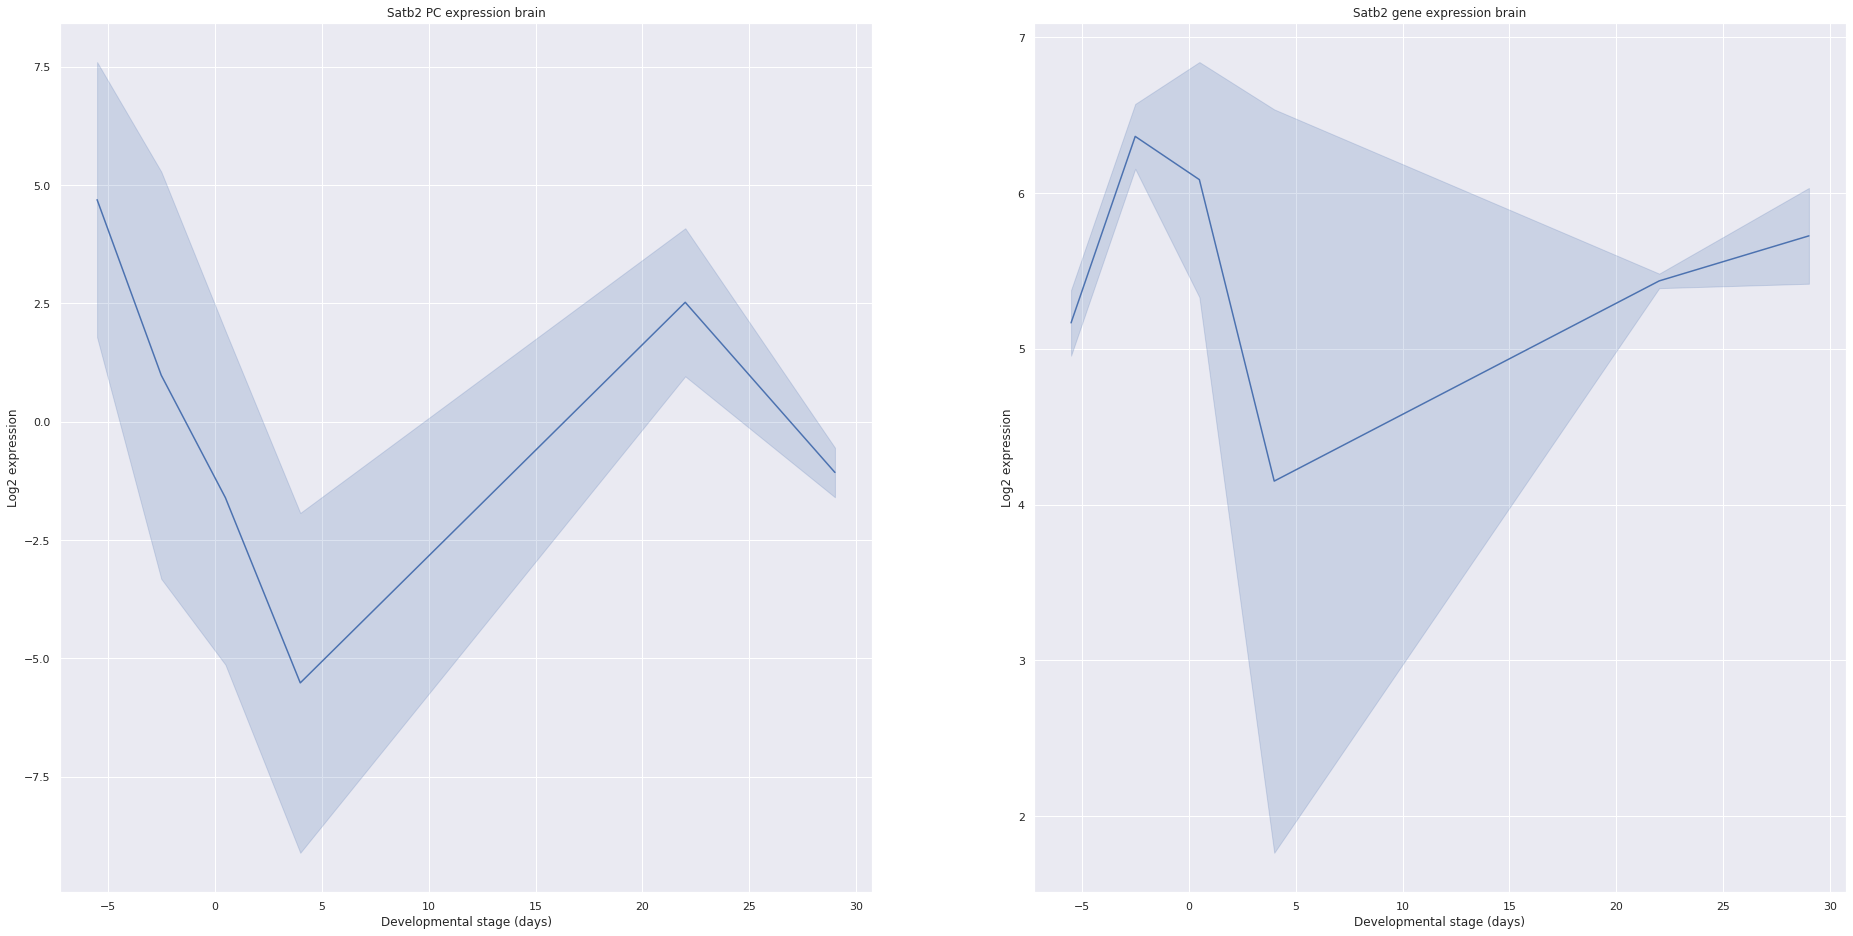 Satb2 PC expression brain
Log2 expression
7.5
5.0
2.5
0.0
−2.5
−5.0
−7.5
−5 0 5 10 15 20 25 30
Developmental stage (days)
Satb2 gene expression brain
Log2 expression
7
6
5
4
3
2
−5 0 5 10 15 20 25 30
Developmental stage (days)